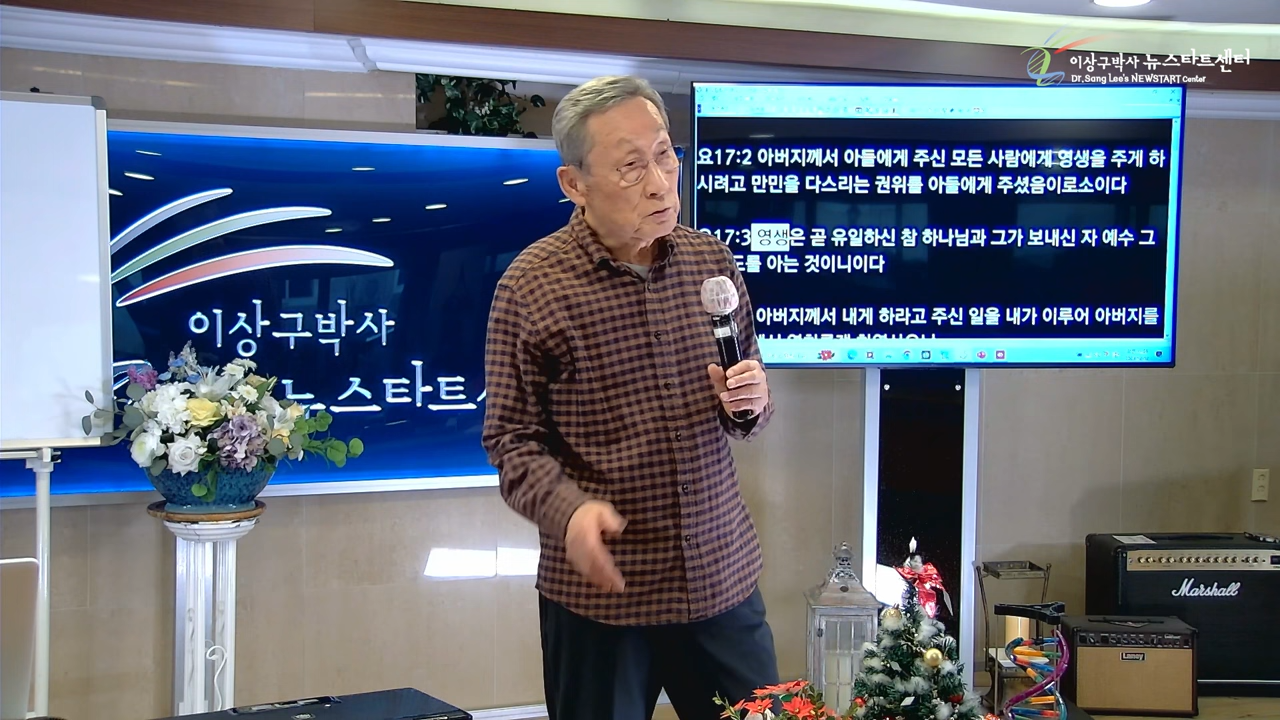 이상구박사 뉴스타트센터
Dr. Sang Lee's NEWSTART Center
요17:2 아버지께서 아들에게 주신 모든 사람에게 영생을 주게 하
시려고 만민을 다스리는 권위를 아들에게 주셨음이로소이다
17:3 영생은 곧 유일하신 참 하나님과 그가 보내신 자 예수 그
도를 아는 것이니이다
아버지께서 내게 하라고 주신 일을 내가 이루어 아버지를
이상구박사
뉴스타트
Marshall
Laney